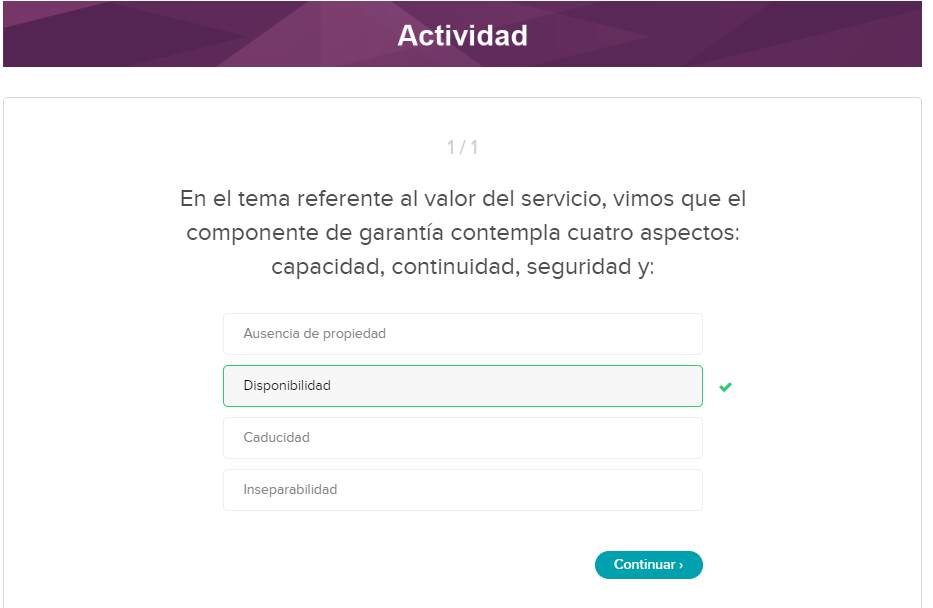 Actividad
1 / 1
En el tema referente al valor del servicio, vimos que el
componente de garantía contempla cuatro aspectos:
capacidad, continuidad, seguridad y:
Ausencia de propiedad
Disponibilidad
Caducidad
Inseparabilidad
Continuar ›